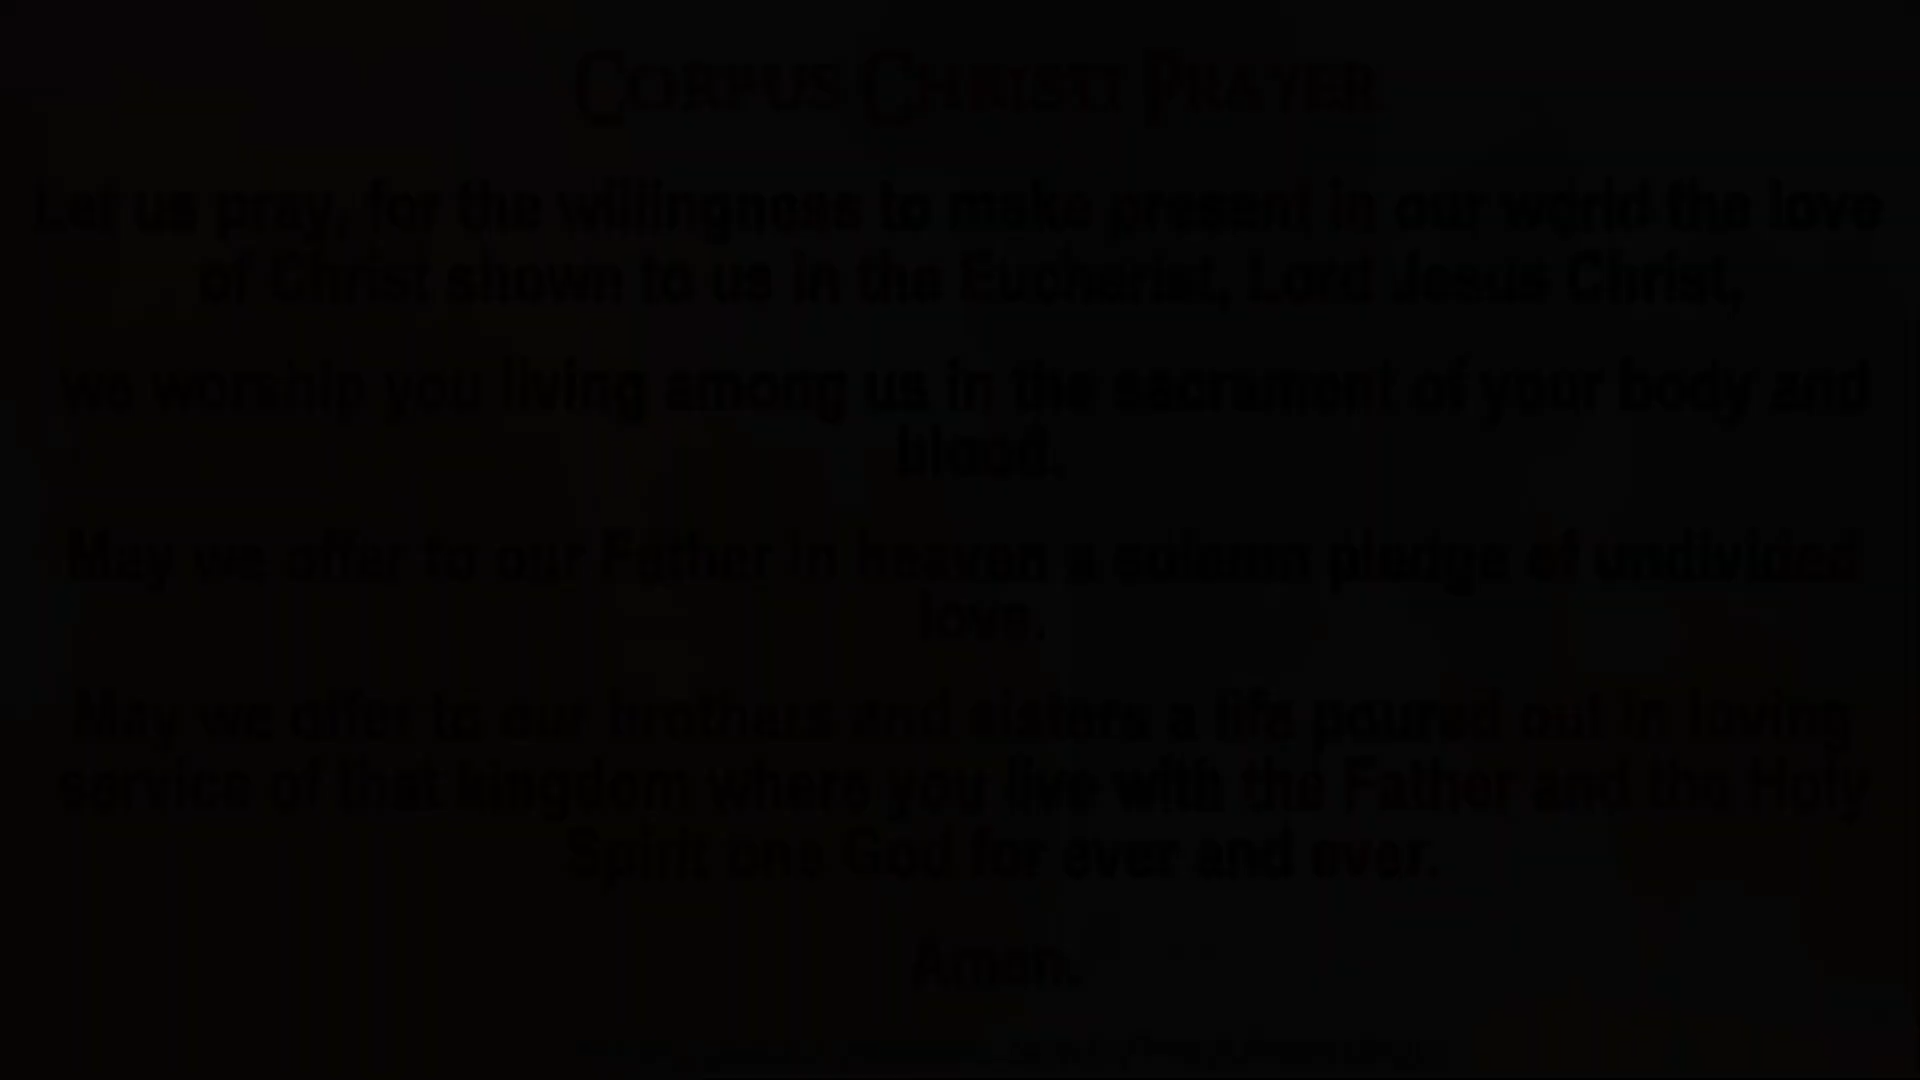 Corpus Christi Prayer
Let us pray, for the willingness to make present in our world the love
of Christ shown to us in the Eucharist, Lord Jesus Christ,
we worship you living among us in the sacrament of your body and
blood.
May we offer to our Father in heaven a solemn pledge of undivided
love.
May we offer to our brothers and sisters a life poured out in loving
service of that kingdom where you live with the Father and the Holy
Spirit one God for ever and ever.
Amen.